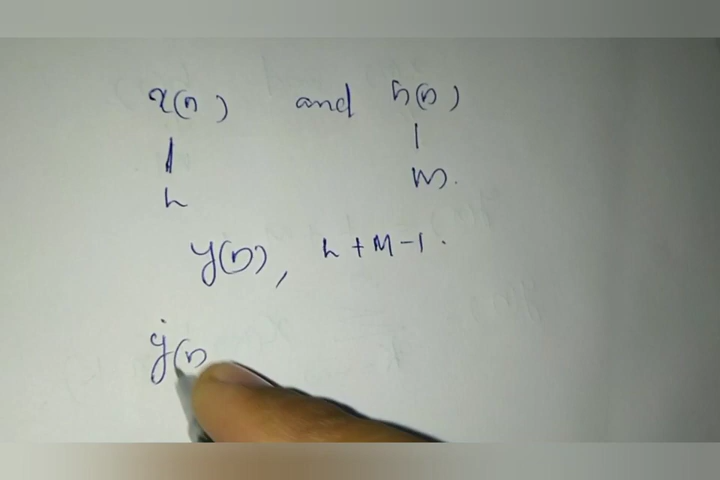 x(n) and h(n)
L M.
y(n), L+M-1.
y(n